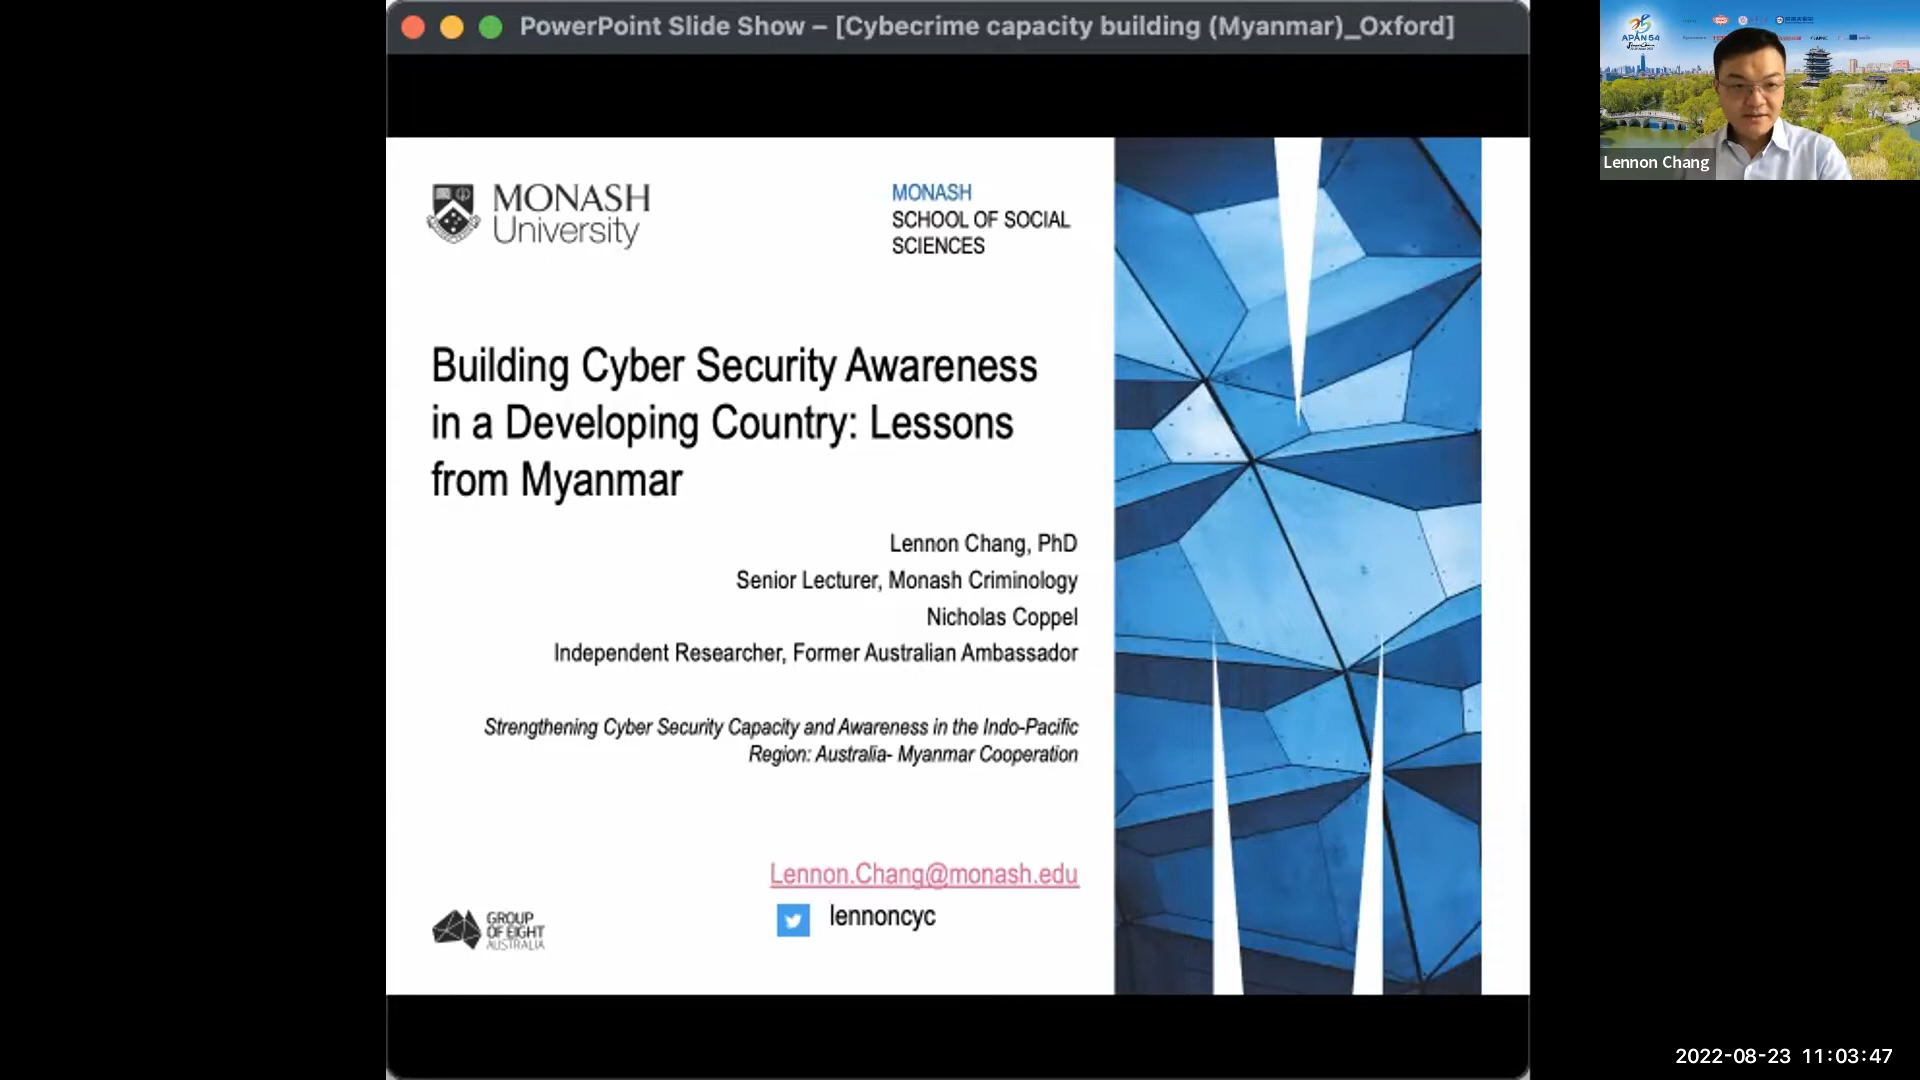 PowerPoint Slide Show – [Cybecrime capacity building (Myanmar)_Oxford]
MONASH
University
MONASH
SCHOOL OF SOCIAL
SCIENCES
Building Cyber Security Awareness
in a Developing Country: Lessons
from Myanmar
Lennon Chang, PhD
Senior Lecturer, Monash Criminology
Nicholas Coppel
Independent Researcher, Former Australian Ambassador
Strengthening Cyber Security Capacity and Awareness in the Indo-Pacific
Region: Australia- Myanmar Cooperation
Lennon.Chang@monash.edu
lennoncyc
GROUP
OF EIGHT
AUSTRALIA
APAN 54
Lennon Chang
2022-08-23 11:03:47